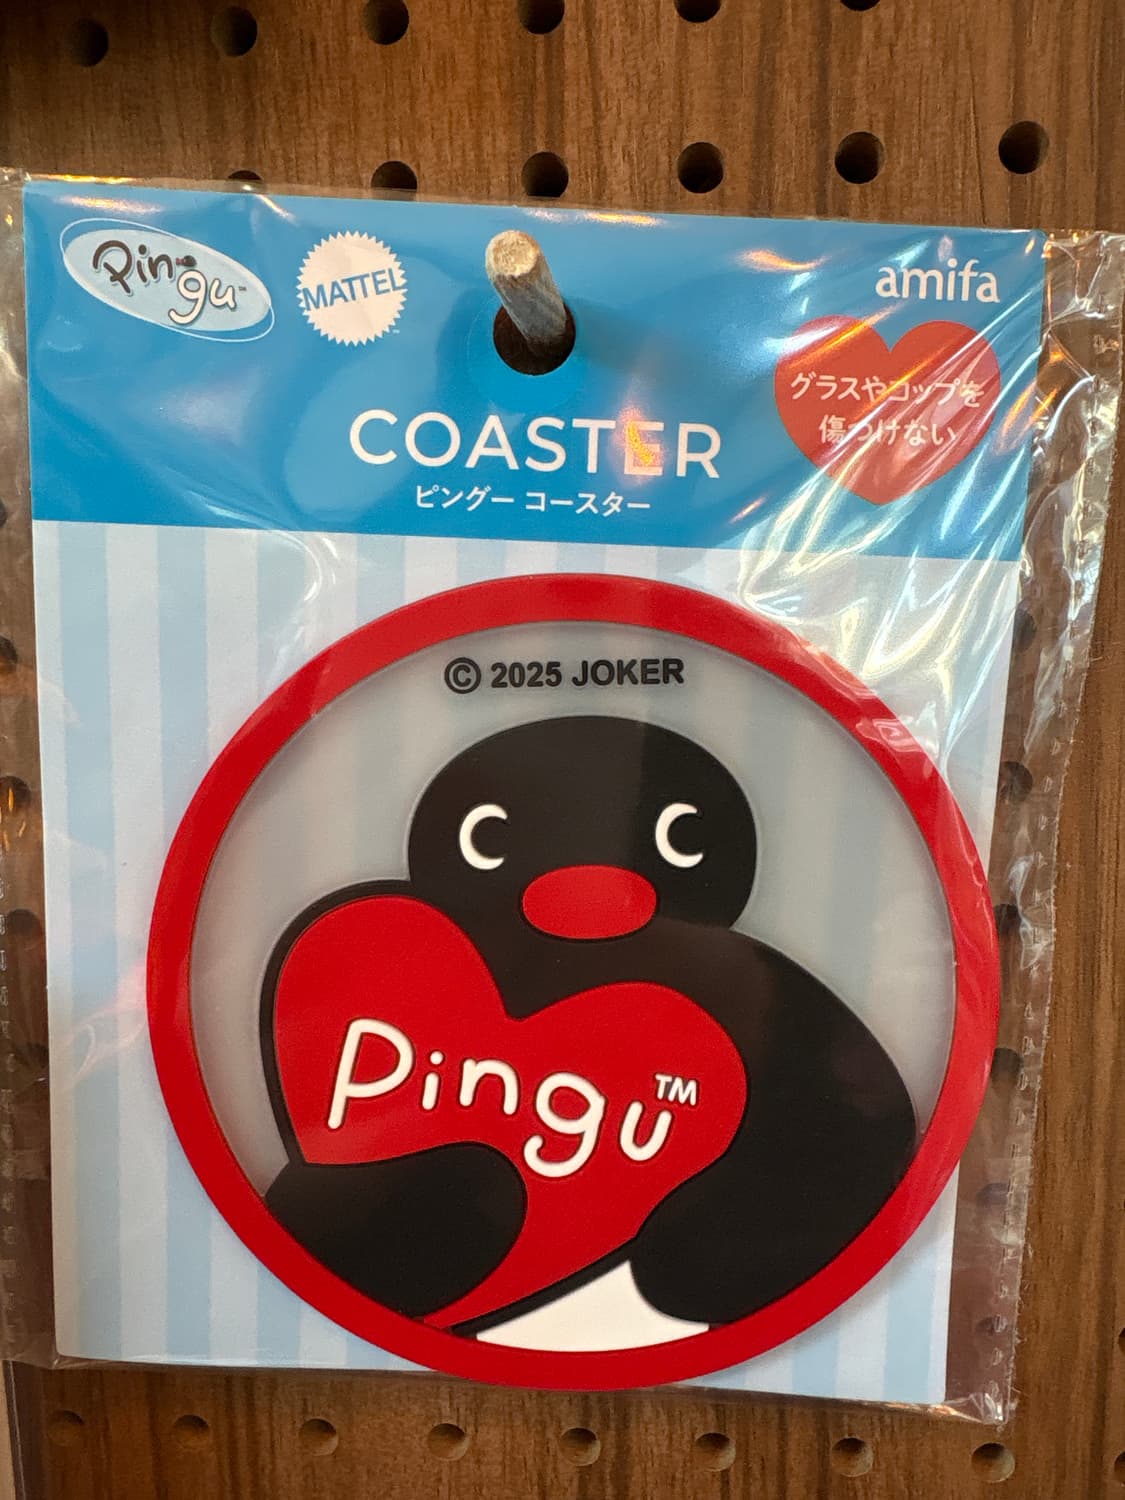 Pingu™
MATTEL
amifa
グラスやコップを
傷つけない
COASTER
ピングー コースター
© 2025 JOKER
Pingu™